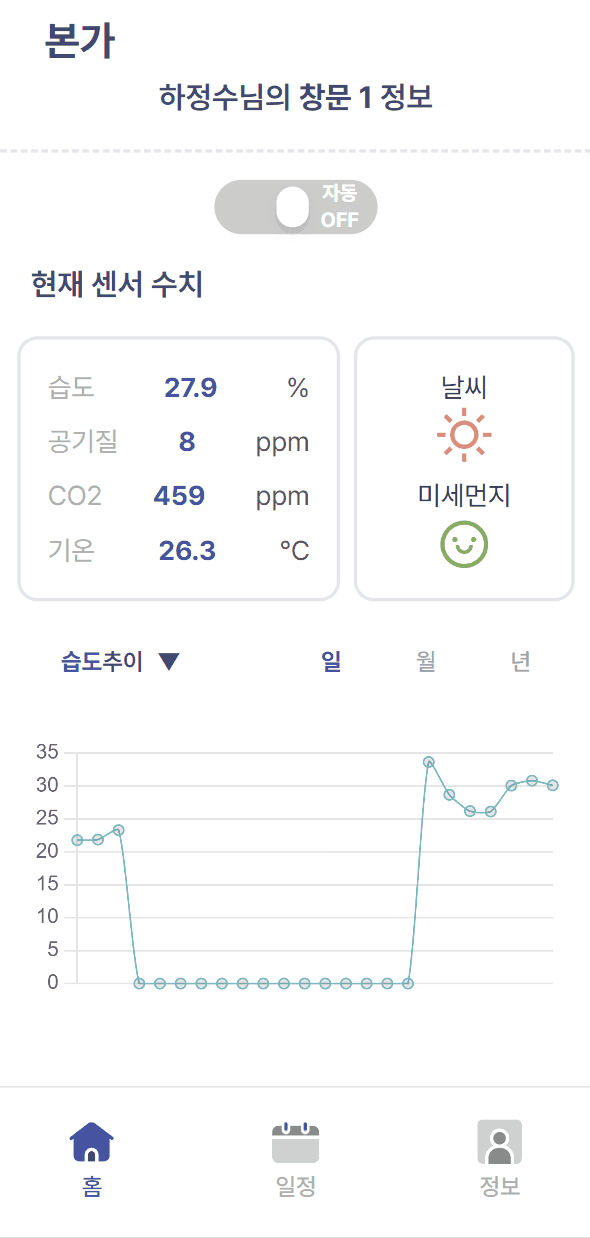 본가
하정수님의 창문 1 정보
자동
OFF
현재 센서 수치
습도 27.9 %
공기질 8 ppm
CO2 459 ppm
기온 26.3 °C
날씨
미세먼지
습도추이 ▼ 일 월 년
35
30
25
20
15
10
5
0
홈 일정 정보